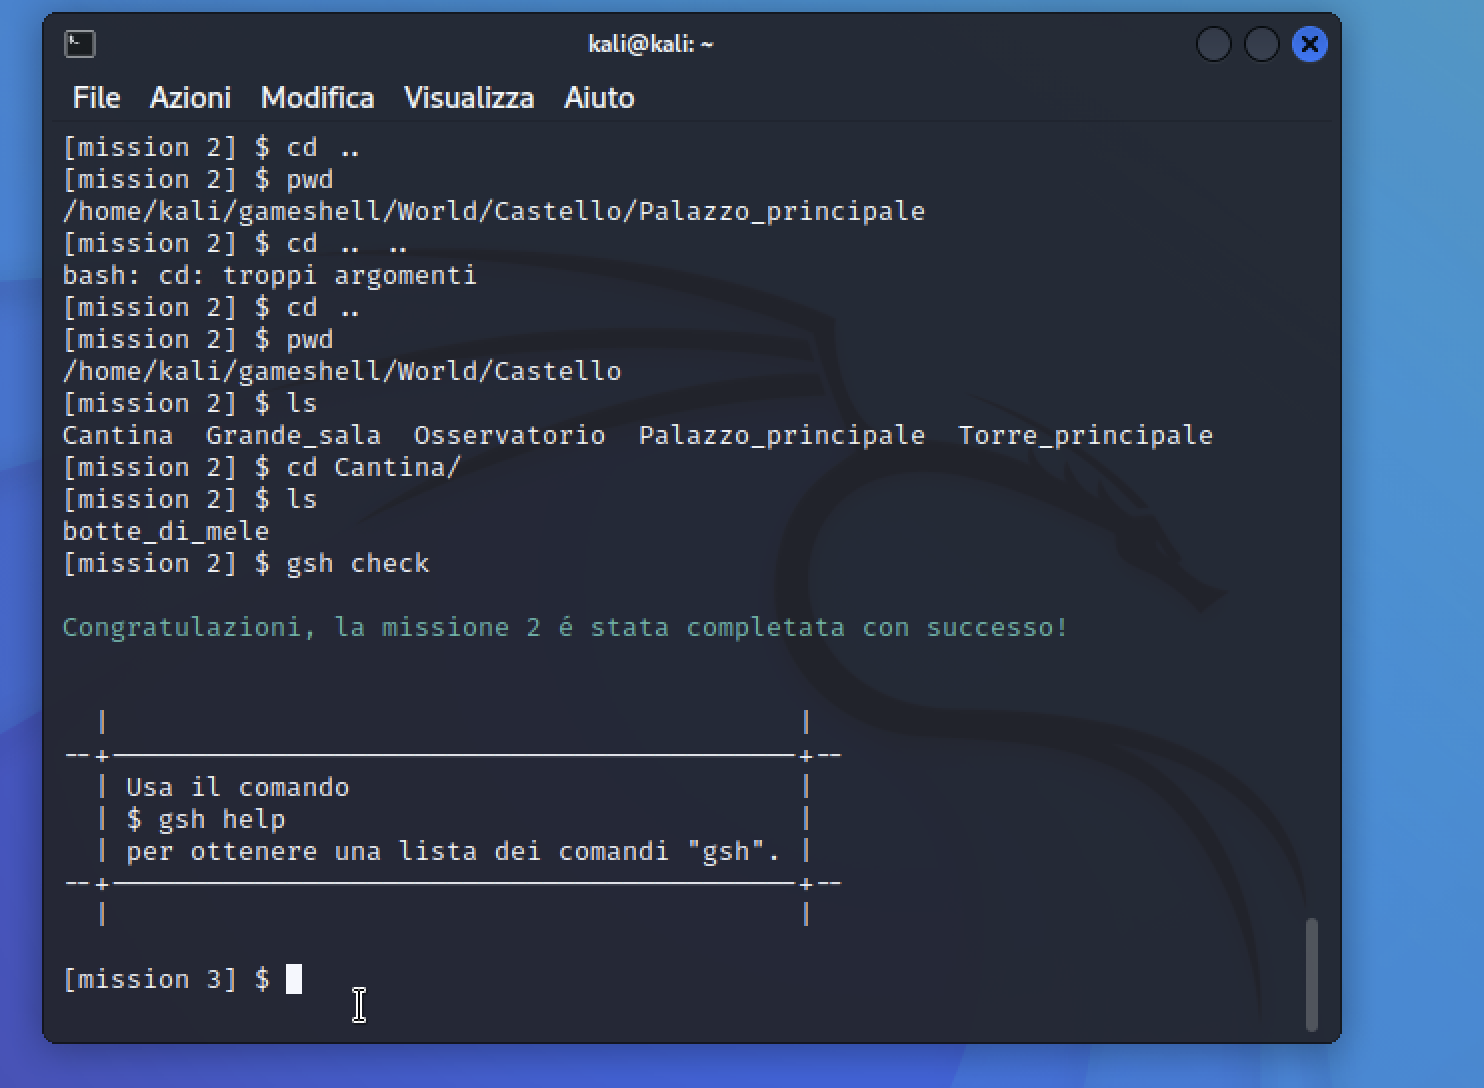 kali@kali: ~
File Azioni Modifica Visualizza Aiuto
[mission 2] $ cd ..
[mission 2] $ pwd
/home/kali/gameshell/World/Castello/Palazzo_principale
[mission 2] $ cd .. ..
bash: cd: troppi argomenti
[mission 2] $ cd ..
[mission 2] $ pwd
/home/kali/gameshell/World/Castello
[mission 2] $ ls
Cantina  Grande_sala  Osservatorio  Palazzo_principale  Torre_principale
[mission 2] $ cd Cantina/
[mission 2] $ ls
botte_di_mele
[mission 2] $ gsh check
Congratulazioni, la missione 2 é stata completata con successo!
Usa il comando
$ gsh help
per ottenere una lista dei comandi "gsh".
[mission 3] $